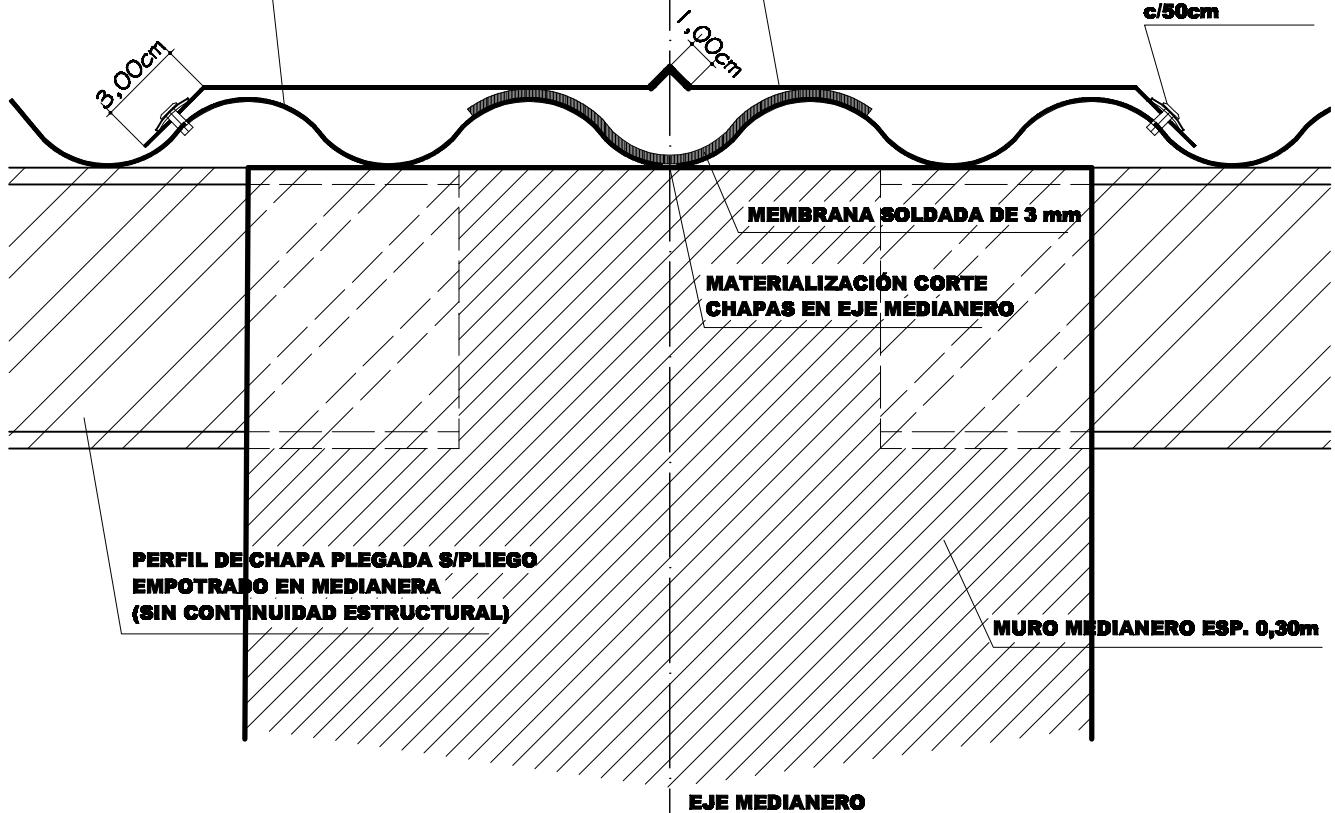 c/50cm
3,00cm
1,00cm
MEMBRANA SOLDADA DE 3 mm
MATERIALIZACIÓN CORTE
CHAPAS EN EJE MEDIANERO
PERFIL DE CHAPA PLEGADA S/PLIEGO
EMPOTRADO EN MEDIANERA
(SIN CONTINUIDAD ESTRUCTURAL)
MURO MEDIANERO ESP. 0,30m
EJE MEDIANERO